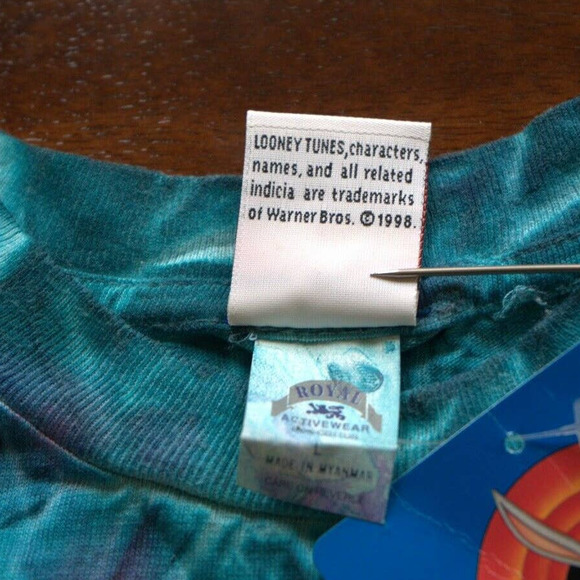 LOONEY TUNES, characters,
names, and all related
indicia are trademarks
of Warner Bros. ©1998.
ROYAL
ACTIVEWEAR
L
MADE IN MYANMAR